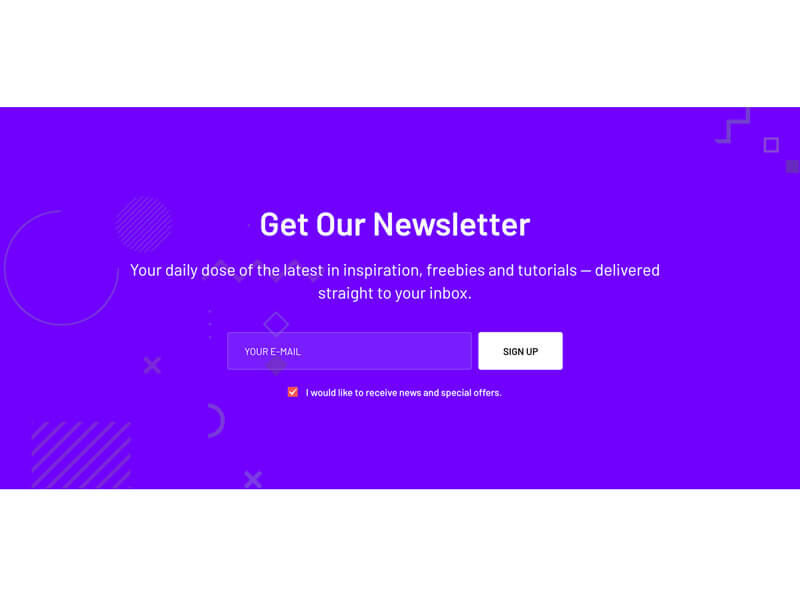 Get Our Newsletter
Your daily dose of the latest in inspiration, freebies and tutorials — delivered
straight to your inbox.
YOUR E-MAIL
SIGN UP
I would like to receive news and special offers.